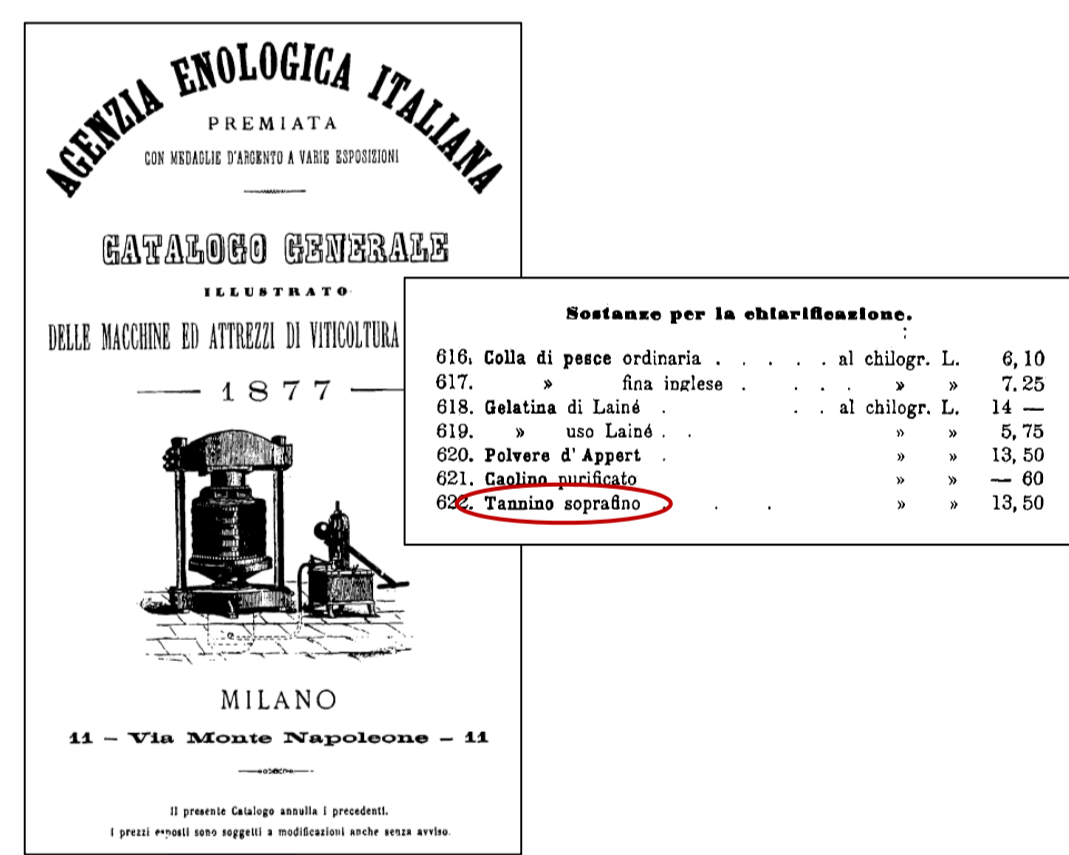 AGENZIA ENOLOGICA ITALIANA
PREMIATA
CON MEDAGLIE D'ARGENTO A VARIE ESPOSIZIONI
CATALOGO GENERALE
ILLUSTRATO
DELLE MACCHINE ED ATTREZZI DI VITICOLTURA
1877
MILANO
11 – Via Monte Napoleone – 11
Il presente Catalogo annulla i precedenti.
I prezzi esposti sono soggetti a modificazioni anche senza avviso.
Sostanze per la chiarificazione.
616. Colla di pesce ordinaria . . . . . al chilogr. L. 6,10
617. » fina inglese . . . . » » 7.25
618. Gelatina di Lainé . . . al chilogr. L. 14 —
619. » uso Lainé . . » » 5,75
620. Polvere d'Appert . » » 13,50
621. Caolino purificato » » — 60
622. Tannino soprafino . . . » » 13,50